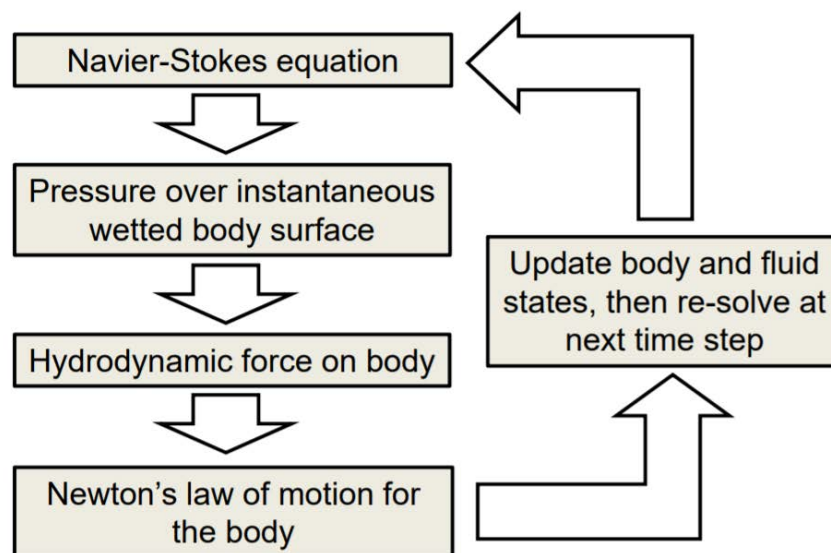 Navier-Stokes equation
Pressure over instantaneous
wetted body surface
Hydrodynamic force on body
Newton’s law of motion for
the body
Update body and fluid
states, then re-solve at
next time step